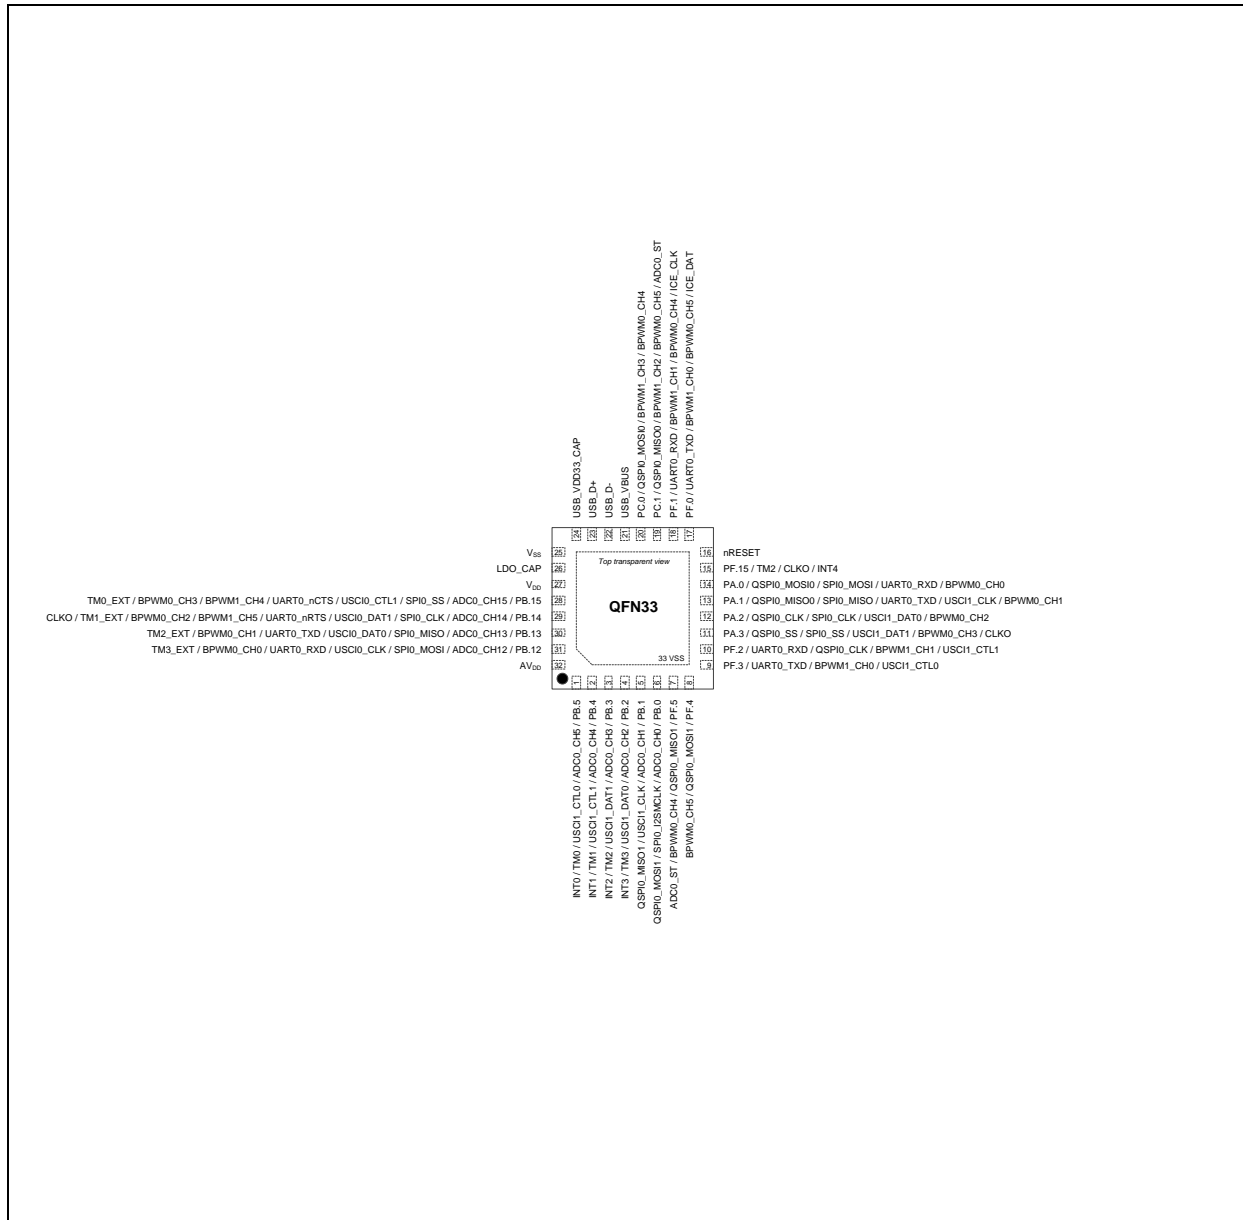 USB_VDD33_CAP
USB_D+
USB_D-
USB_VBUS
PC.0 / QSPI0_MOSI0 / BPWM1_CH3 / BPWM0_CH4
PC.1 / QSPI0_MISO0 / BPWM1_CH2 / BPWM0_CH5 / ADC0_ST
PF.1 / UART0_RXD / BPWM1_CH1 / BPWM0_CH4 / ICE_CLK
PF.0 / UART0_TXD / BPWM1_CH0 / BPWM0_CH5 / ICE_DAT
24 23 22 21 20 19 18 17
VSS 25
LDO_CAP 26
VDD 27
TM0_EXT / BPWM0_CH3 / BPWM1_CH4 / UART0_nCTS / USCI0_CTL1 / SPI0_SS / ADC0_CH15 / PB.15 28
CLKO / TM1_EXT / BPWM0_CH2 / BPWM1_CH5 / UART0_nRTS / USCI0_DAT1 / SPI0_CLK / ADC0_CH14 / PB.14 29
TM2_EXT / BPWM0_CH1 / UART0_TXD / USCI0_DAT0 / SPI0_MISO / ADC0_CH13 / PB.13 30
TM3_EXT / BPWM0_CH0 / UART0_RXD / USCI0_CLK / SPI0_MOSI / ADC0_CH12 / PB.12 31
AVDD 32
Top transparent view
QFN33
33 VSS
16 nRESET
15 PF.15 / TM2 / CLKO / INT4
14 PA.0 / QSPI0_MOSI0 / SPI0_MOSI / UART0_RXD / BPWM0_CH0
13 PA.1 / QSPI0_MISO0 / SPI0_MISO / UART0_TXD / USCI1_CLK / BPWM0_CH1
12 PA.2 / QSPI0_CLK / SPI0_CLK / USCI1_DAT0 / BPWM0_CH2
11 PA.3 / QSPI0_SS / SPI0_SS / USCI1_DAT1 / BPWM0_CH3 / CLKO
10 PF.2 / UART0_RXD / QSPI0_CLK / BPWM1_CH1 / USCI1_CTL1
9 PF.3 / UART0_TXD / BPWM1_CH0 / USCI1_CTL0
1 2 3 4 5 6 7 8
INT0 / TM0 / USCI1_CTL0 / ADC0_CH5 / PB.5
INT1 / TM1 / USCI1_CTL1 / ADC0_CH4 / PB.4
INT2 / TM2 / USCI1_DAT1 / ADC0_CH3 / PB.3
INT3 / TM3 / USCI1_DAT0 / ADC0_CH2 / PB.2
QSPI0_MISO1 / USCI1_CLK / ADC0_CH1 / PB.1
QSPI0_MOSI1 / SPI0_I2SMCLK / ADC0_CH0 / PB.0
ADC0_ST / BPWM0_CH4 / QSPI0_MISO1 / PF.5
BPWM0_CH5 / QSPI0_MOSI1 / PF.4